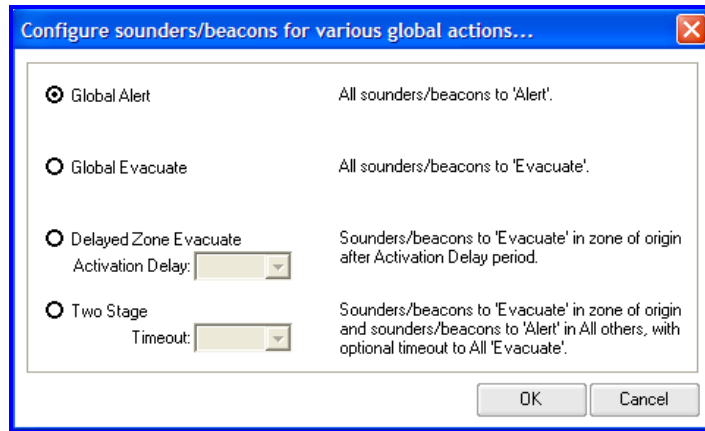 Configure sounders/beacons for various global actions...
Global Alert
All sounders/beacons to 'Alert'.
Global Evacuate
All sounders/beacons to 'Evacuate'.
Delayed Zone Evacuate
Activation Delay:
Sounders/beacons to 'Evacuate' in zone of origin
after Activation Delay period.
Two Stage
Timeout:
Sounders/beacons to 'Evacuate' in zone of origin
and sounders/beacons to 'Alert' in All others, with
optional timeout to All 'Evacuate'.
OK
Cancel